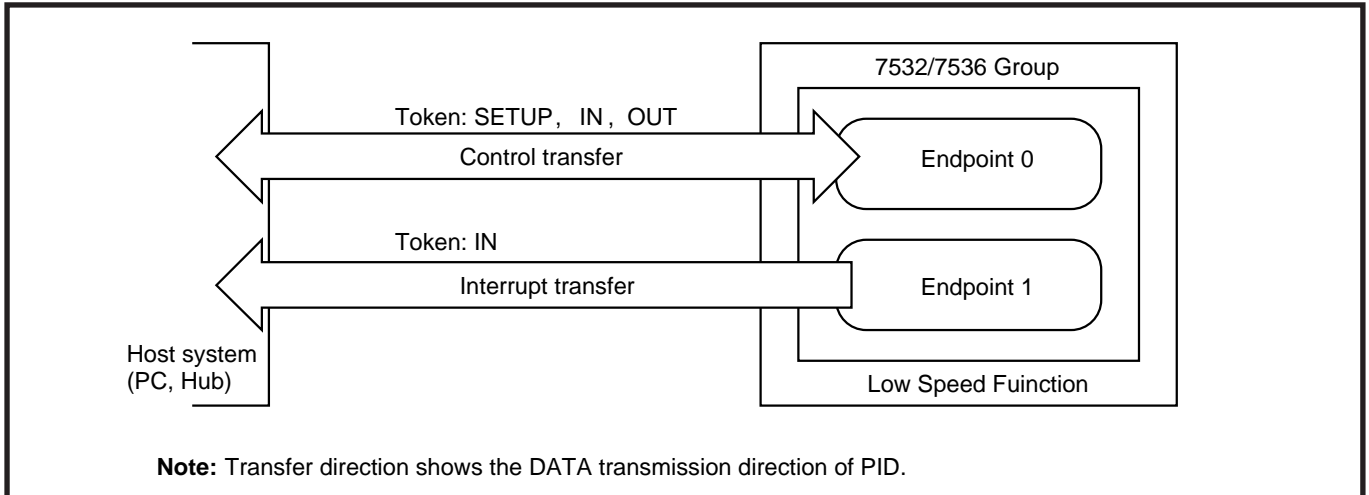 7532/7536 Group
Token: SETUP, IN, OUT
Control transfer
Endpoint 0
Token: IN
Interrupt transfer
Endpoint 1
Host system
(PC, Hub)
Low Speed Fuinction
Note: Transfer direction shows the DATA transmission direction of PID.